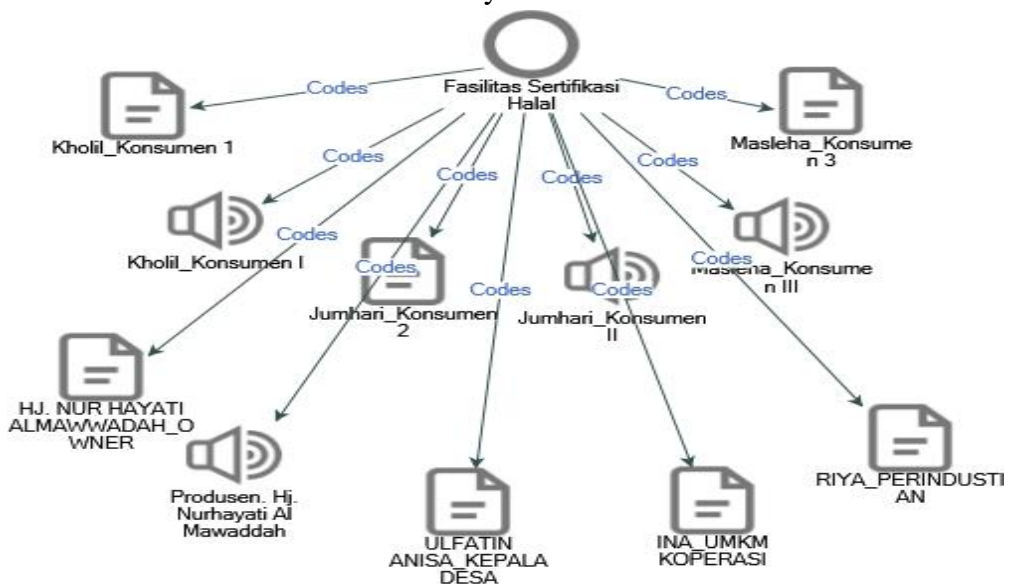 Fasilitas Sertifikasi
Halal
Codes
Codes
Kholil_Konsumen 1
Masleha_Konsume
n 3
Codes
Codes
Codes
Codes
Kholil_Konsumen I
Codes
Masleha_Konsume
n III
Codes
Codes
Jumhari_Konsumen
2
Codes
Codes
Jumhari_Konsumen
II
HJ. NUR HAYATI
ALMAWWADAH_O
WNER
Produsen. Hj.
Nurhayati Al
Mawaddah
ULFATIN
ANISA_KEPALA
DESA
INA_UMKM
KOPERASI
RIYA_PERINDUSTI
AN